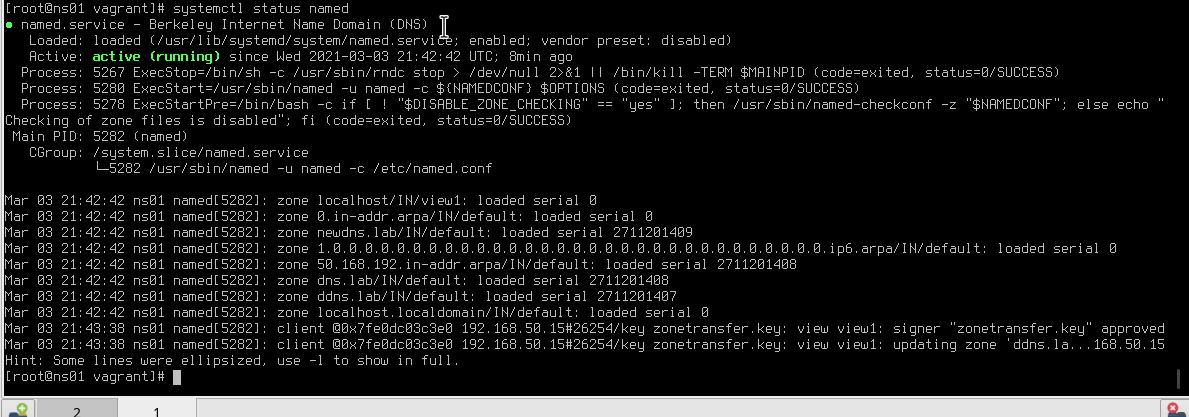 [root@ns01 vagrant]# systemctl status named
● named.service - Berkeley Internet Name Domain (DNS)
   Loaded: loaded (/usr/lib/systemd/system/named.service; enabled; vendor preset: disabled)
   Active: active (running) since Wed 2021-03-03 21:42:42 UTC; 8min ago
  Process: 5267 ExecStop=/bin/sh -c /usr/sbin/rndc stop > /dev/null 2>&1 || /bin/kill -TERM $MAINPID (code=exited, status=0/SUCCESS)
  Process: 5280 ExecStart=/usr/sbin/named -u named -c ${NAMEDCONF} $OPTIONS (code=exited, status=0/SUCCESS)
  Process: 5278 ExecStartPre=/bin/bash -c if [ ! "$DISABLE_ZONE_CHECKING" == "yes" ]; then /usr/sbin/named-checkconf -z "$NAMEDCONF"; else echo "
Checking of zone files is disabled"; fi (code=exited, status=0/SUCCESS)
 Main PID: 5282 (named)
   CGroup: /system.slice/named.service
           └─5282 /usr/sbin/named -u named -c /etc/named.conf
Mar 03 21:42:42 ns01 named[5282]: zone localhost/IN/view1: loaded serial 0
Mar 03 21:42:42 ns01 named[5282]: zone 0.in-addr.arpa/IN/default: loaded serial 0
Mar 03 21:42:42 ns01 named[5282]: zone newdns.lab/IN/default: loaded serial 2711201409
Mar 03 21:42:42 ns01 named[5282]: zone 1.0.0.0.0.0.0.0.0.0.0.0.0.0.0.0.0.0.0.0.0.0.0.0.0.0.0.0.0.0.0.0.ip6.arpa/IN/default: loaded serial 0
Mar 03 21:42:42 ns01 named[5282]: zone 50.168.192.in-addr.arpa/IN/default: loaded serial 2711201408
Mar 03 21:42:42 ns01 named[5282]: zone dns.lab/IN/default: loaded serial 2711201408
Mar 03 21:42:42 ns01 named[5282]: zone ddns.lab/IN/default: loaded serial 2711201407
Mar 03 21:42:42 ns01 named[5282]: zone localhost.localdomain/IN/default: loaded serial 0
Mar 03 21:43:38 ns01 named[5282]: client @0x7fe0dc03c3e0 192.168.50.15#26254/key zonetransfer.key: view view1: signer "zonetransfer.key" approved
Mar 03 21:43:38 ns01 named[5282]: client @0x7fe0dc03c3e0 192.168.50.15#26254/key zonetransfer.key: view view1: updating zone 'ddns.la...168.50.15
Hint: Some lines were ellipsized, use -l to show in full.
[root@ns01 vagrant]#
2 1